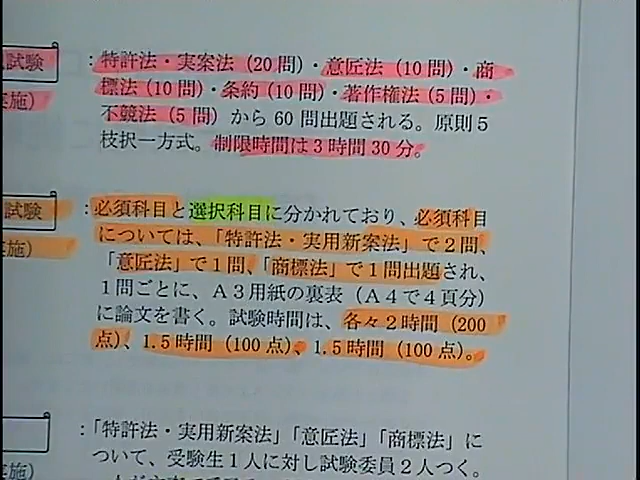 試験
：特許法・実案法（20問）・意匠法（10問）・商
標法（10問）・条約（10問）・著作権法（5問）・
実施）
不競法（5問）から60問出題される。原則5
枝択一方式。制限時間は3時間30分。
試験
：必須科目と選択科目に分かれており、必須科目
については、「特許法・実用新案法」で2問、
実施）
「意匠法」で1問、「商標法」で1問出題され、
1問ごとに、A3用紙の裏表（A4で4頁分）
に論文を書く。試験時間は、各々2時間（200
点）、1.5時間（100点）、1.5時間（100点）。
：「特許法・実用新案法」「意匠法」「商標法」に
ついて、受験生1人に対し試験委員2人つく。
実施）